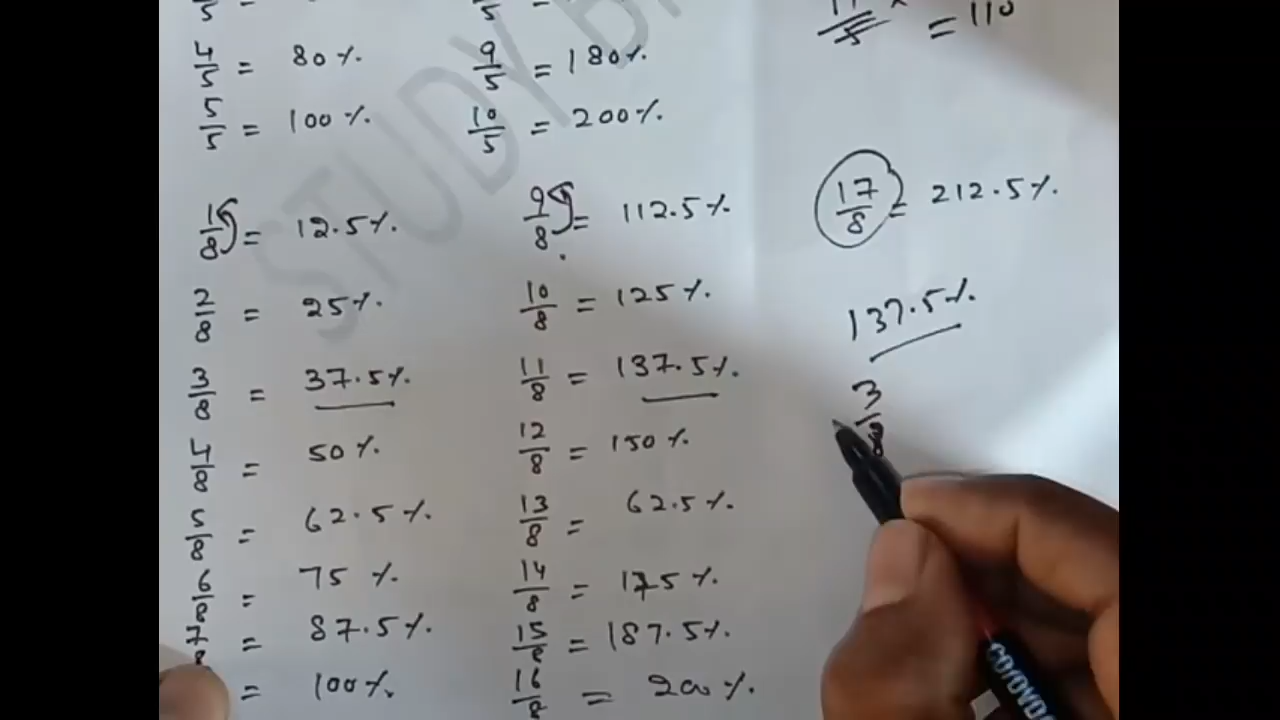 4/5 = 80%
9/5 = 180%
5/5 = 100%
10/5 = 200%
= 110
1/8 = 12.5%
9/8 = 112.5%
17/8 = 212.5%
2/8 = 25%
10/8 = 125%
137.5%
3/8 = 37.5%
11/8 = 137.5%
3/8
4/8 = 50%
12/8 = 150%
5/8 = 62.5%
13/8 = 62.5%
6/8 = 75%
14/8 = 175%
7/8 = 87.5%
15/8 = 187.5%
= 100%
16/8 = 200%
STUDY